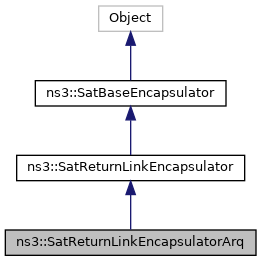 Object
ns3::SatBaseEncapsulator
ns3::SatReturnLinkEncapsulator
ns3::SatReturnLinkEncapsulatorArq